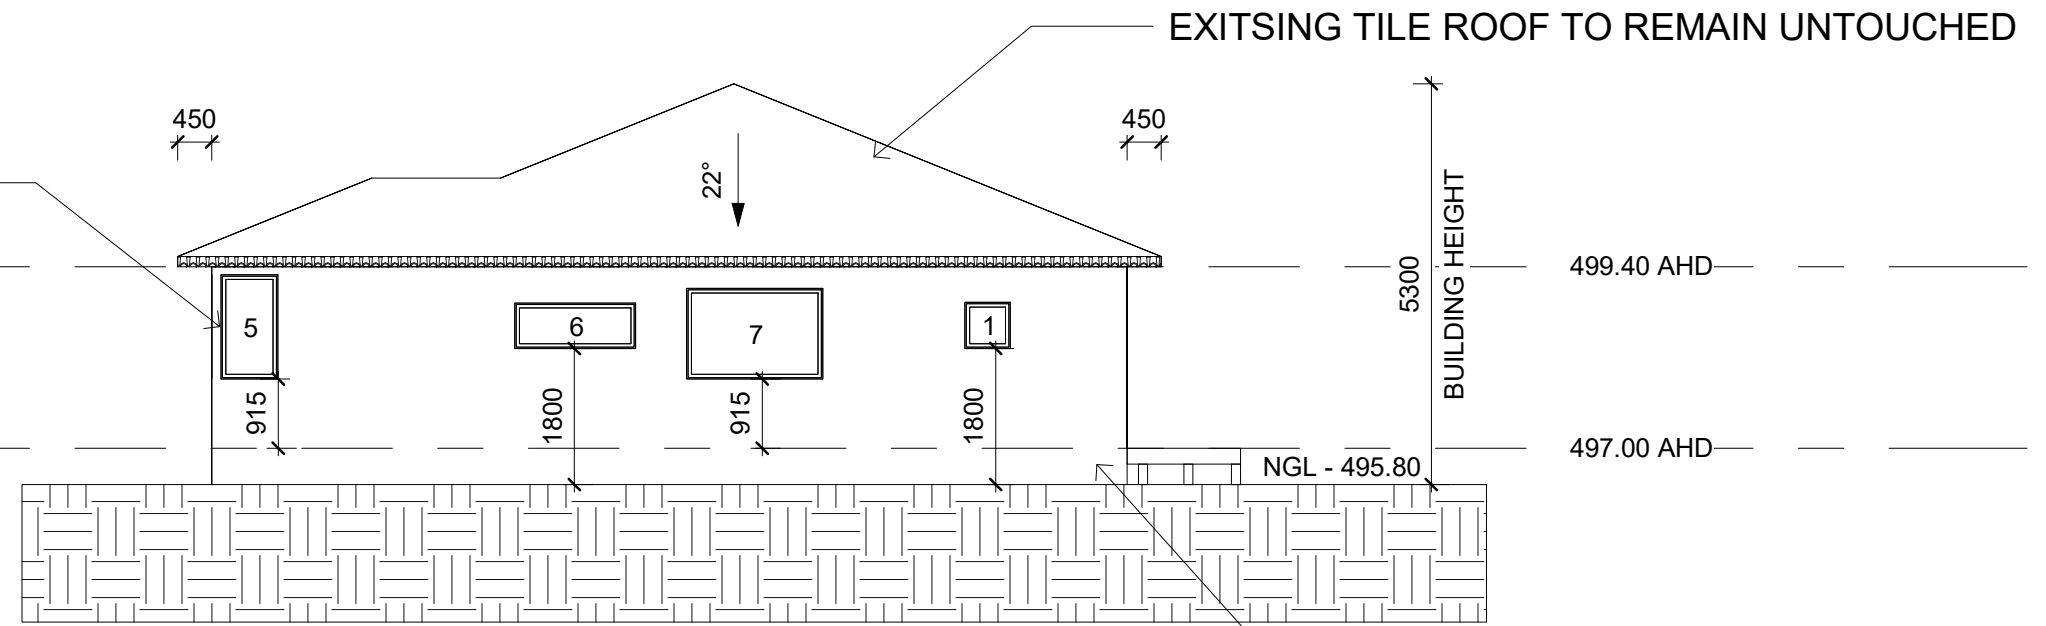 EXITSING TILE ROOF TO REMAIN UNTOUCHED
450
450
22°
BUILDING HEIGHT
5300
499.40 AHD
5
6
7
1
915
1800
915
1800
497.00 AHD
NGL - 495.80